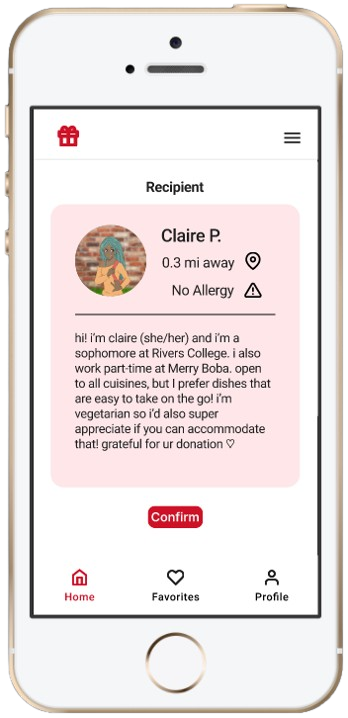 Recipient
Claire P.
0.3 mi away
No Allergy
hi! i'm claire (she/her) and i'm a
sophomore at Rivers College. i also
work part-time at Merry Boba. open
to all cuisines, but I prefer dishes that
are easy to take on the go! i'm
vegetarian so i'd also super
appreciate if you can accommodate
that! grateful for ur donation ♡
Confirm
Home
Favorites
Profile